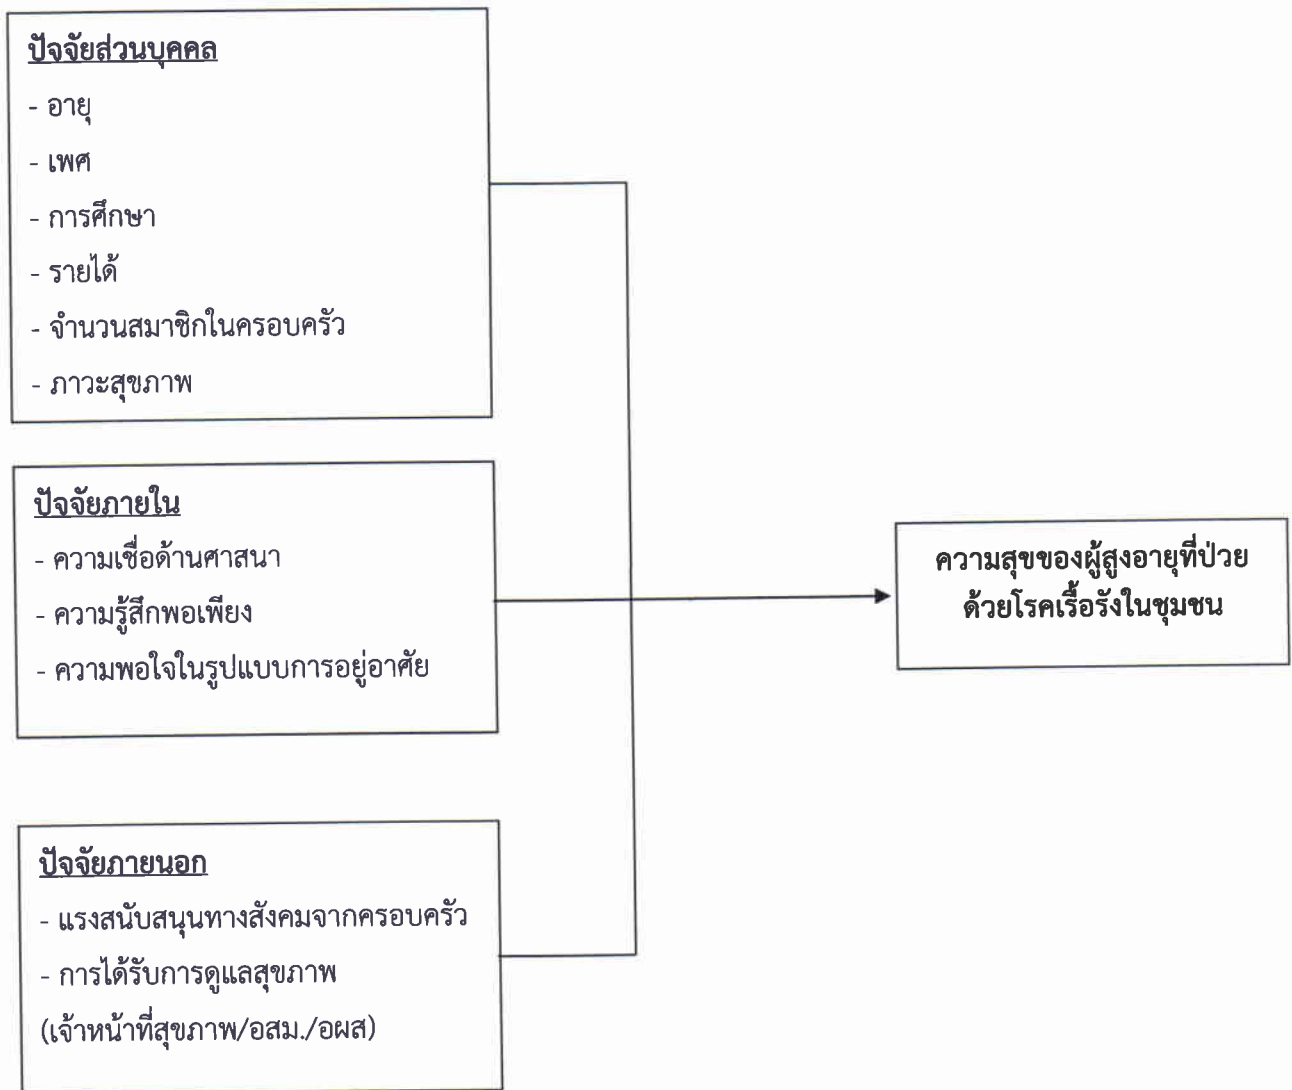 ปัจจัยส่วนบุคคล
- อายุ
- เพศ
- การศึกษา
- รายได้
- จำนวนสมาชิกในครอบครัว
- ภาวะสุขภาพ
ปัจจัยภายใน
- ความเชื่อด้านศาสนา
- ความรู้สึกพอเพียง
- ความพอใจในรูปแบบการอยู่อาศัย
ความสุขของผู้สูงอายุที่ป่วย
ด้วยโรคเรื้อรังในชุมชน
ปัจจัยภายนอก
- แรงสนับสนุนทางสังคมจากครอบครัว
- การได้รับการดูแลสุขภาพ
(เจ้าหน้าที่สุขภาพ/อสม./อผส)